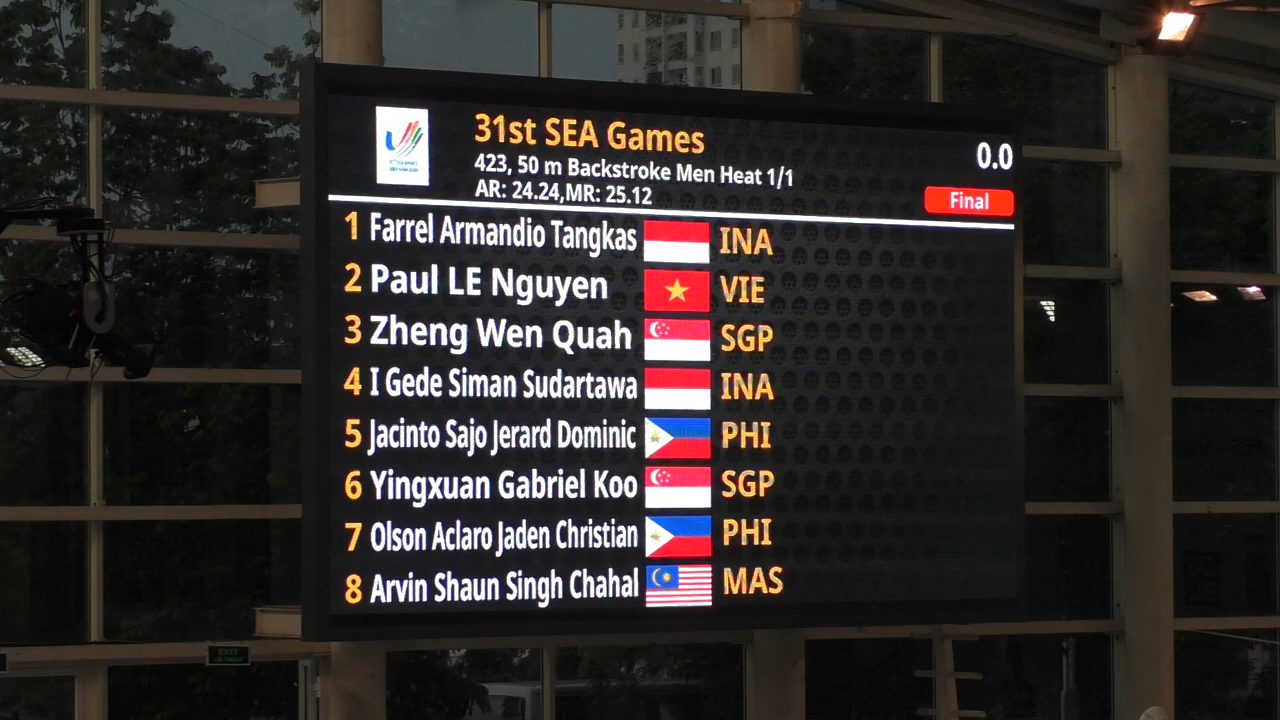 31st SEA Games
0.0
423, 50 m Backstroke Men Heat 1/1
AR: 24.24,MR: 25.12
Final
1 Farrel Armandio Tangkas INA
2 Paul LE Nguyen VIE
3 Zheng Wen Quah SGP
4 I Gede Siman Sudartawa INA
5 Jacinto Sajo Jerard Dominic PHI
6 Yingxuan Gabriel Koo SGP
7 Olson Aclaro Jaden Christian PHI
8 Arvin Shaun Singh Chahal MAS
EXIT